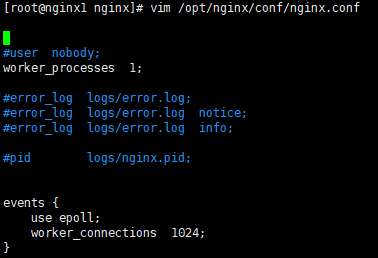 [root@nginx1 nginx]# vim /opt/nginx/conf/nginx.conf
#user  nobody;
worker_processes  1;
#error_log  logs/error.log;
#error_log  logs/error.log  notice;
#error_log  logs/error.log  info;
#pid        logs/nginx.pid;
events {
    use epoll;
    worker_connections  1024;
}